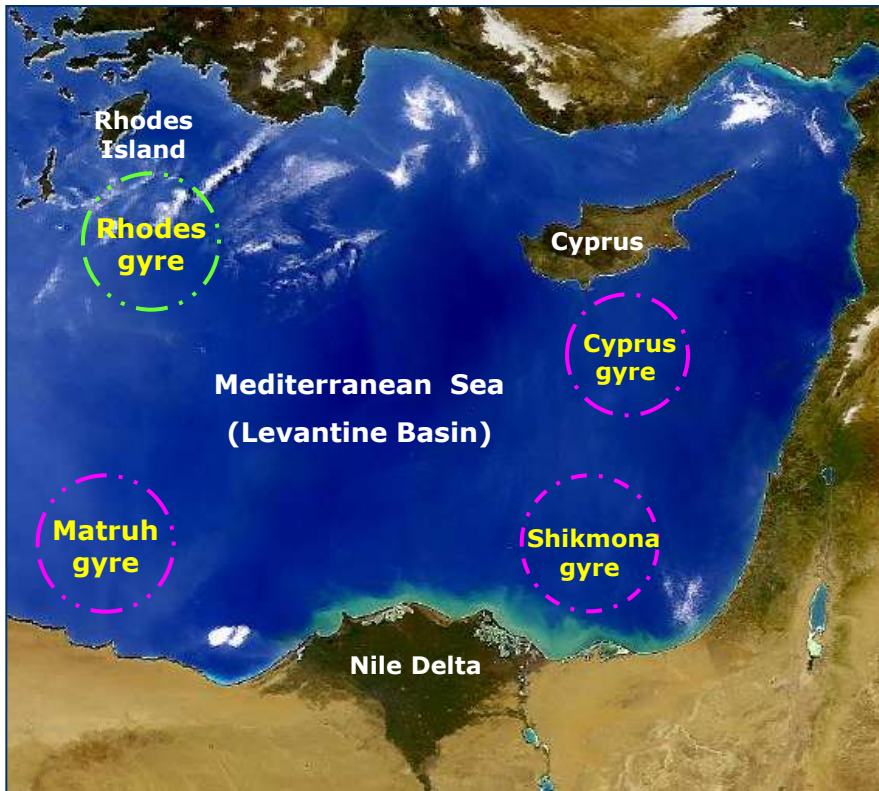 Rhodes
Island
Rhodes
gyre
Cyprus
Cyprus
gyre
Mediterranean Sea
(Levantine Basin)
Matruh
gyre
Shikmona
gyre
Nile Delta